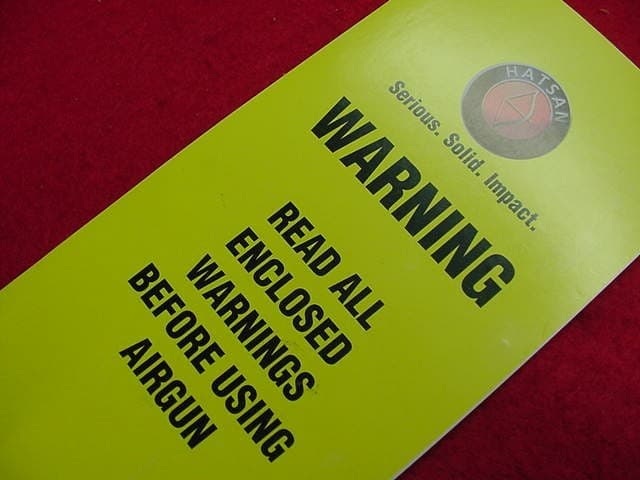 HATSAN
Serious. Solid. Impact.
WARNING
READ ALL
ENCLOSED
WARNINGS
BEFORE USING
AIRGUN